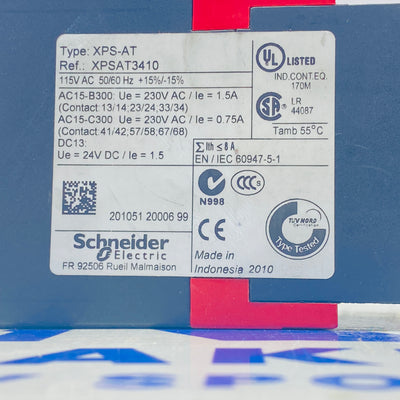 Type: XPS-AT
Ref.: XPSAT3410
115V AC 50/60 Hz +15%/-15%
AC15-B300: Ue = 230V AC / Ie = 1.5A
(Contact:13/14;23/24;33/34)
AC15-C300: Ue = 230V AC / Ie = 0.75A
(Contact:41/42;57/58;67/68)
DC13:
Ue = 24V DC / Ie = 1.5
UL LISTED
IND.CONT.EQ.
170M
LR
44087
Tamb 55°C
∑Ith ≤ 8 A
EN / IEC 60947-5-1
N998
201051 20006 99
Schneider
Electric
FR 92506 Rueil Malmaison
Made in
Indonesia 2010
TÜV NORD
Type Tested